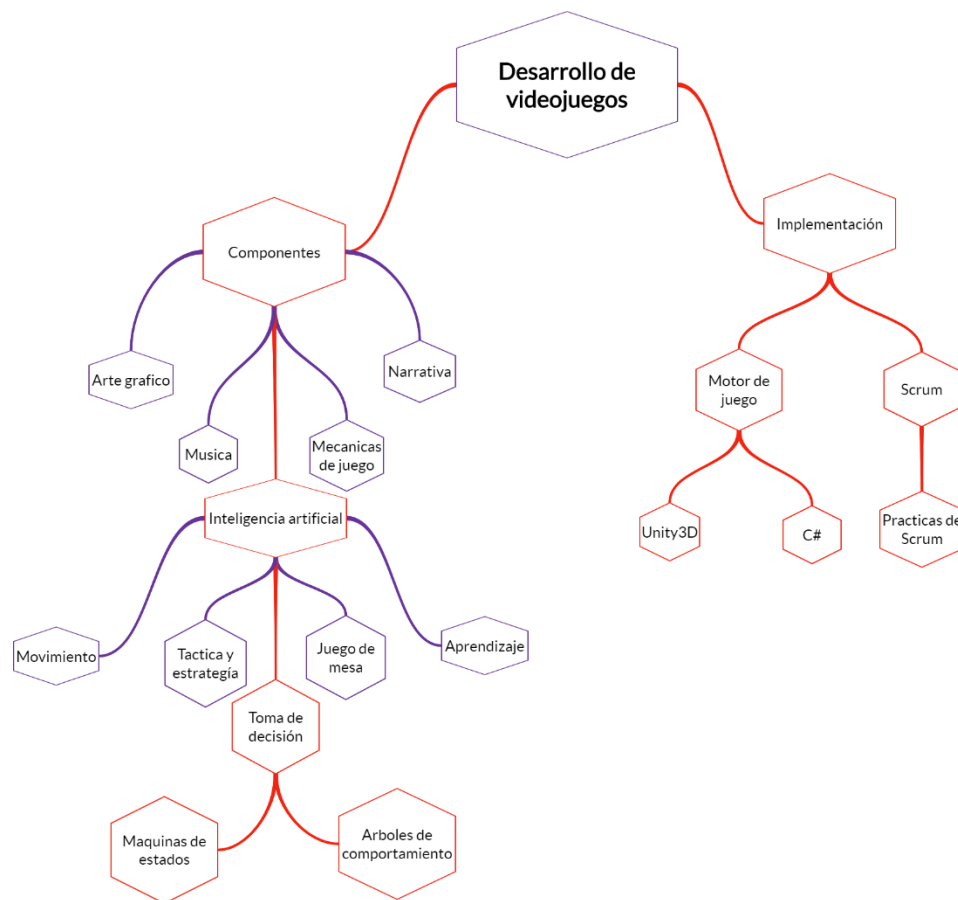 Desarrollo de
videojuegos
Componentes
Implementación
Arte grafico
Narrativa
Musica
Mecanicas
de juego
Motor de
juego
Scrum
Inteligencia artificial
Unity3D
C#
Practicas de
Scrum
Movimiento
Tactica y
estrategía
Juego de
mesa
Aprendizaje
Toma de
decisión
Maquinas de
estados
Arboles de
comportamiento